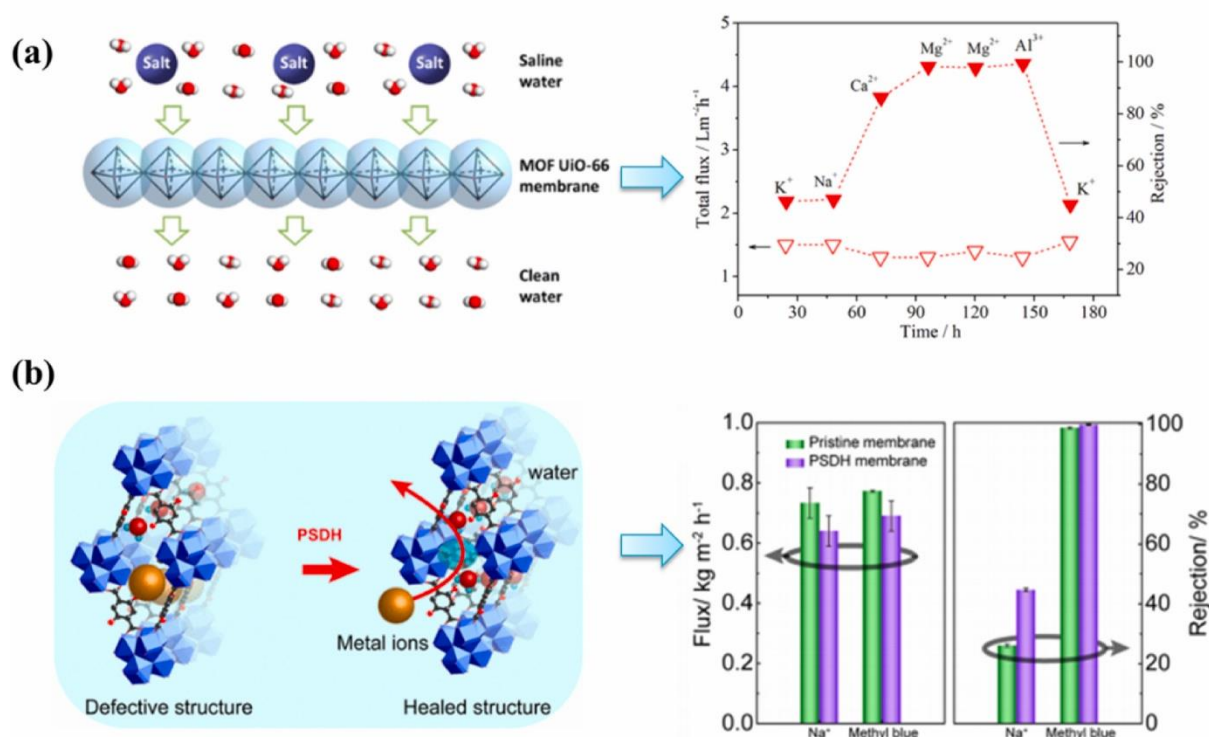 (a)
Salt Salt Salt
Saline
water
MOF UiO-66
membrane
Clean
water
Total flux / Lm⁻²h⁻¹
5
4
3
2
1
K⁺ Na⁺ Ca²⁺ Mg²⁺ Mg²⁺ Al³⁺ K⁺
100
80
60
40
20
Rejection / %
0 30 60 90 120 150 180
Time / h
(b)
PSDH
water
Metal ions
Defective structure
Healed structure
Flux/ kg m⁻² h⁻¹
1.0
0.8
0.6
0.4
0.2
0.0
Pristine membrane
PSDH membrane
Na⁺ Methyl blue
Na⁺ Methyl blue
100
80
60
40
20
0
Rejection/ %